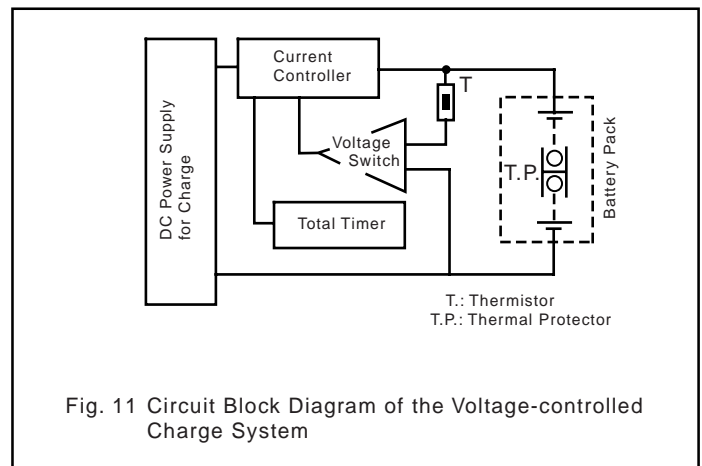 Current
Controller
T
DC Power Supply
for Charge
Voltage
Switch
T.P.
Battery Pack
Total Timer
T.: Thermistor
T.P.: Thermal Protector
Fig. 11 Circuit Block Diagram of the Voltage-controlled
Charge System